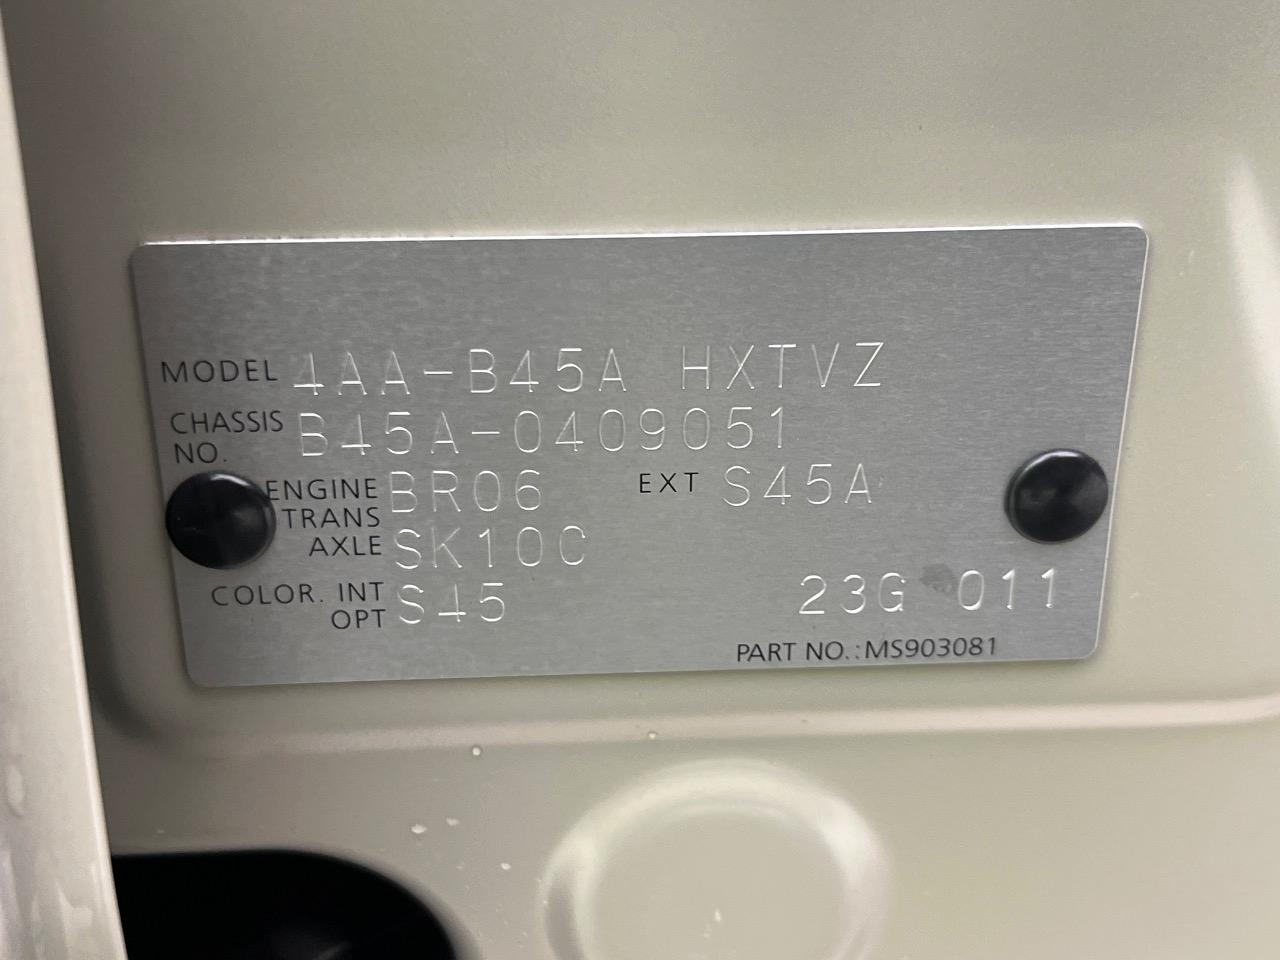 MODEL 4AA-B45A HXTVZ
CHASSIS NO. B45A-0409051
ENGINE BR06 EXT S45A
TRANS AXLE SK10C
COLOR. INT OPT S45 23G 011
PART NO.:MS903081